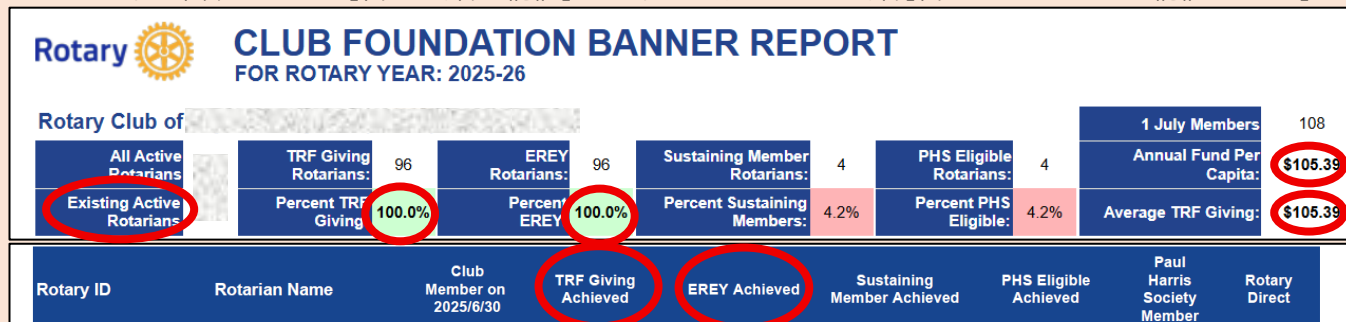 Rotary
CLUB FOUNDATION BANNER REPORT
FOR ROTARY YEAR: 2025-26
Rotary Club of
1 July Members 108
All Active Rotarians
TRF Giving Rotarians: 96
EREY Rotarians: 96
Sustaining Member Rotarians: 4
PHS Eligible Rotarians: 4
Annual Fund Per Capita: $105.39
Existing Active Rotarians
Percent TRF Giving 100.0%
Percent EREY 100.0%
Percent Sustaining Members: 4.2%
Percent PHS Eligible: 4.2%
Average TRF Giving: $105.39
Rotary ID
Rotarian Name
Club Member on 2025/6/30
TRF Giving Achieved
EREY Achieved
Sustaining Member Achieved
PHS Eligible Achieved
Paul Harris Society Member
Rotary Direct